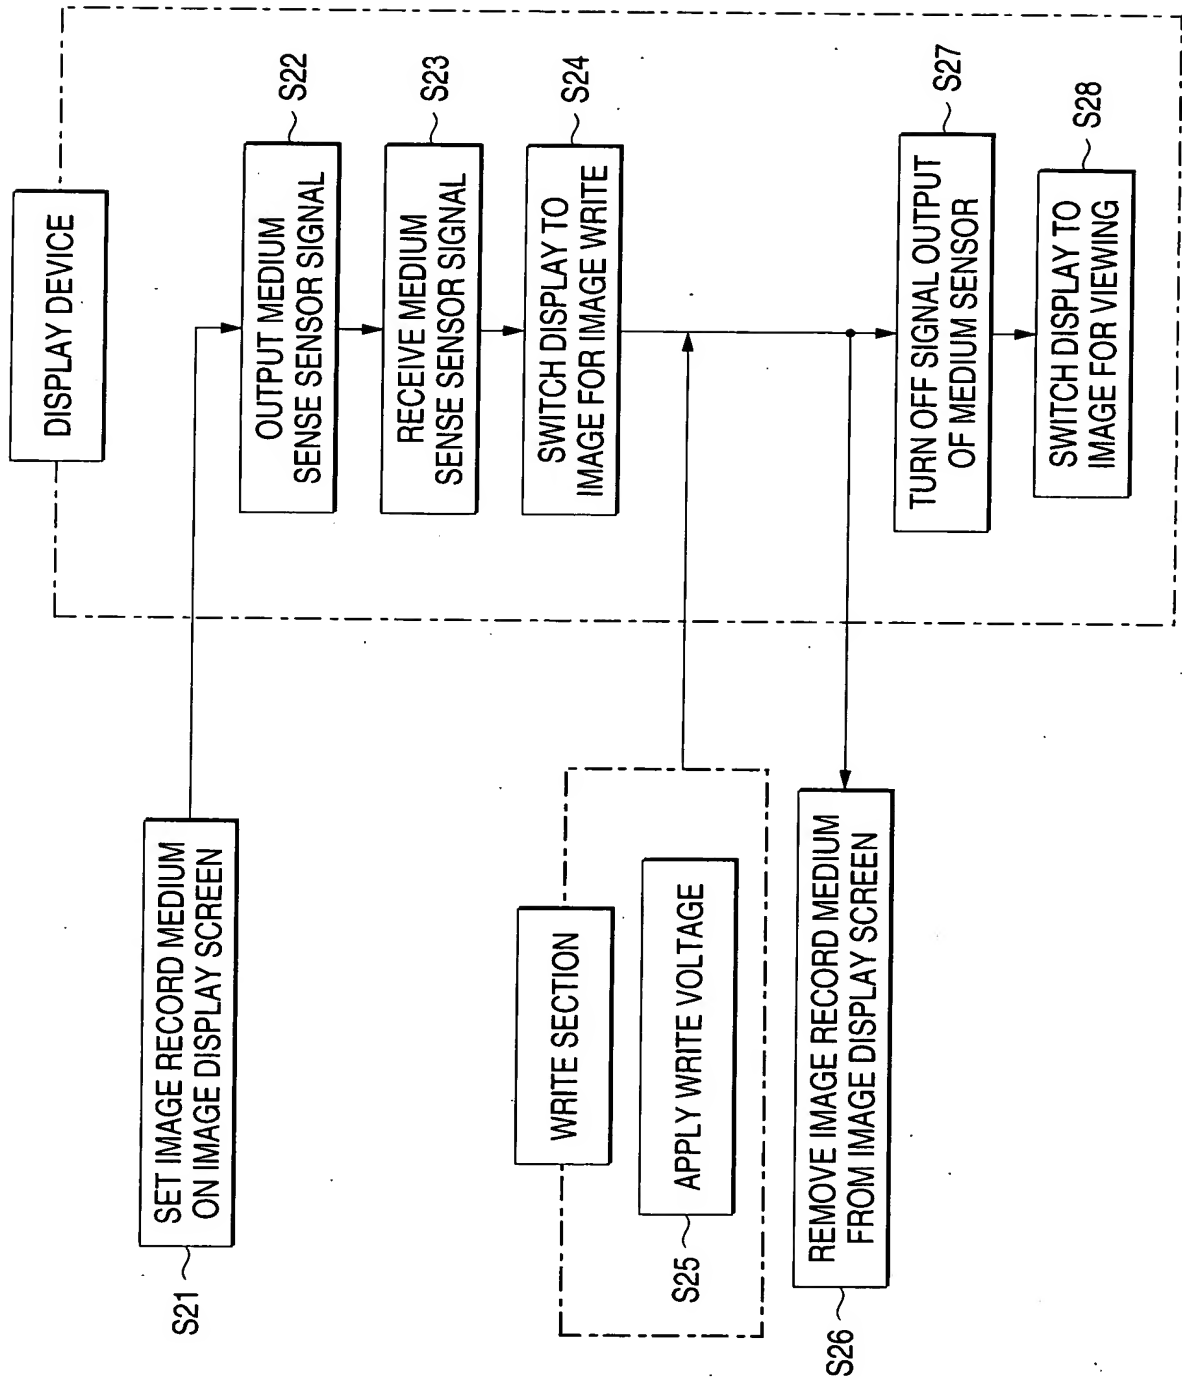 DISPLAY DEVICE
S21
SET IMAGE RECORD MEDIUM
ON IMAGE DISPLAY SCREEN
OUTPUT MEDIUM
SENSE SENSOR SIGNAL
S22
RECEIVE MEDIUM
SENSE SENSOR SIGNAL
S23
SWITCH DISPLAY TO
IMAGE FOR IMAGE WRITE
S24
WRITE SECTION
S25
APPLY WRITE VOLTAGE
S26
REMOVE IMAGE RECORD MEDIUM
FROM IMAGE DISPLAY SCREEN
TURN OFF SIGNAL OUTPUT
OF MEDIUM SENSOR
S27
SWITCH DISPLAY TO
IMAGE FOR VIEWING
S28